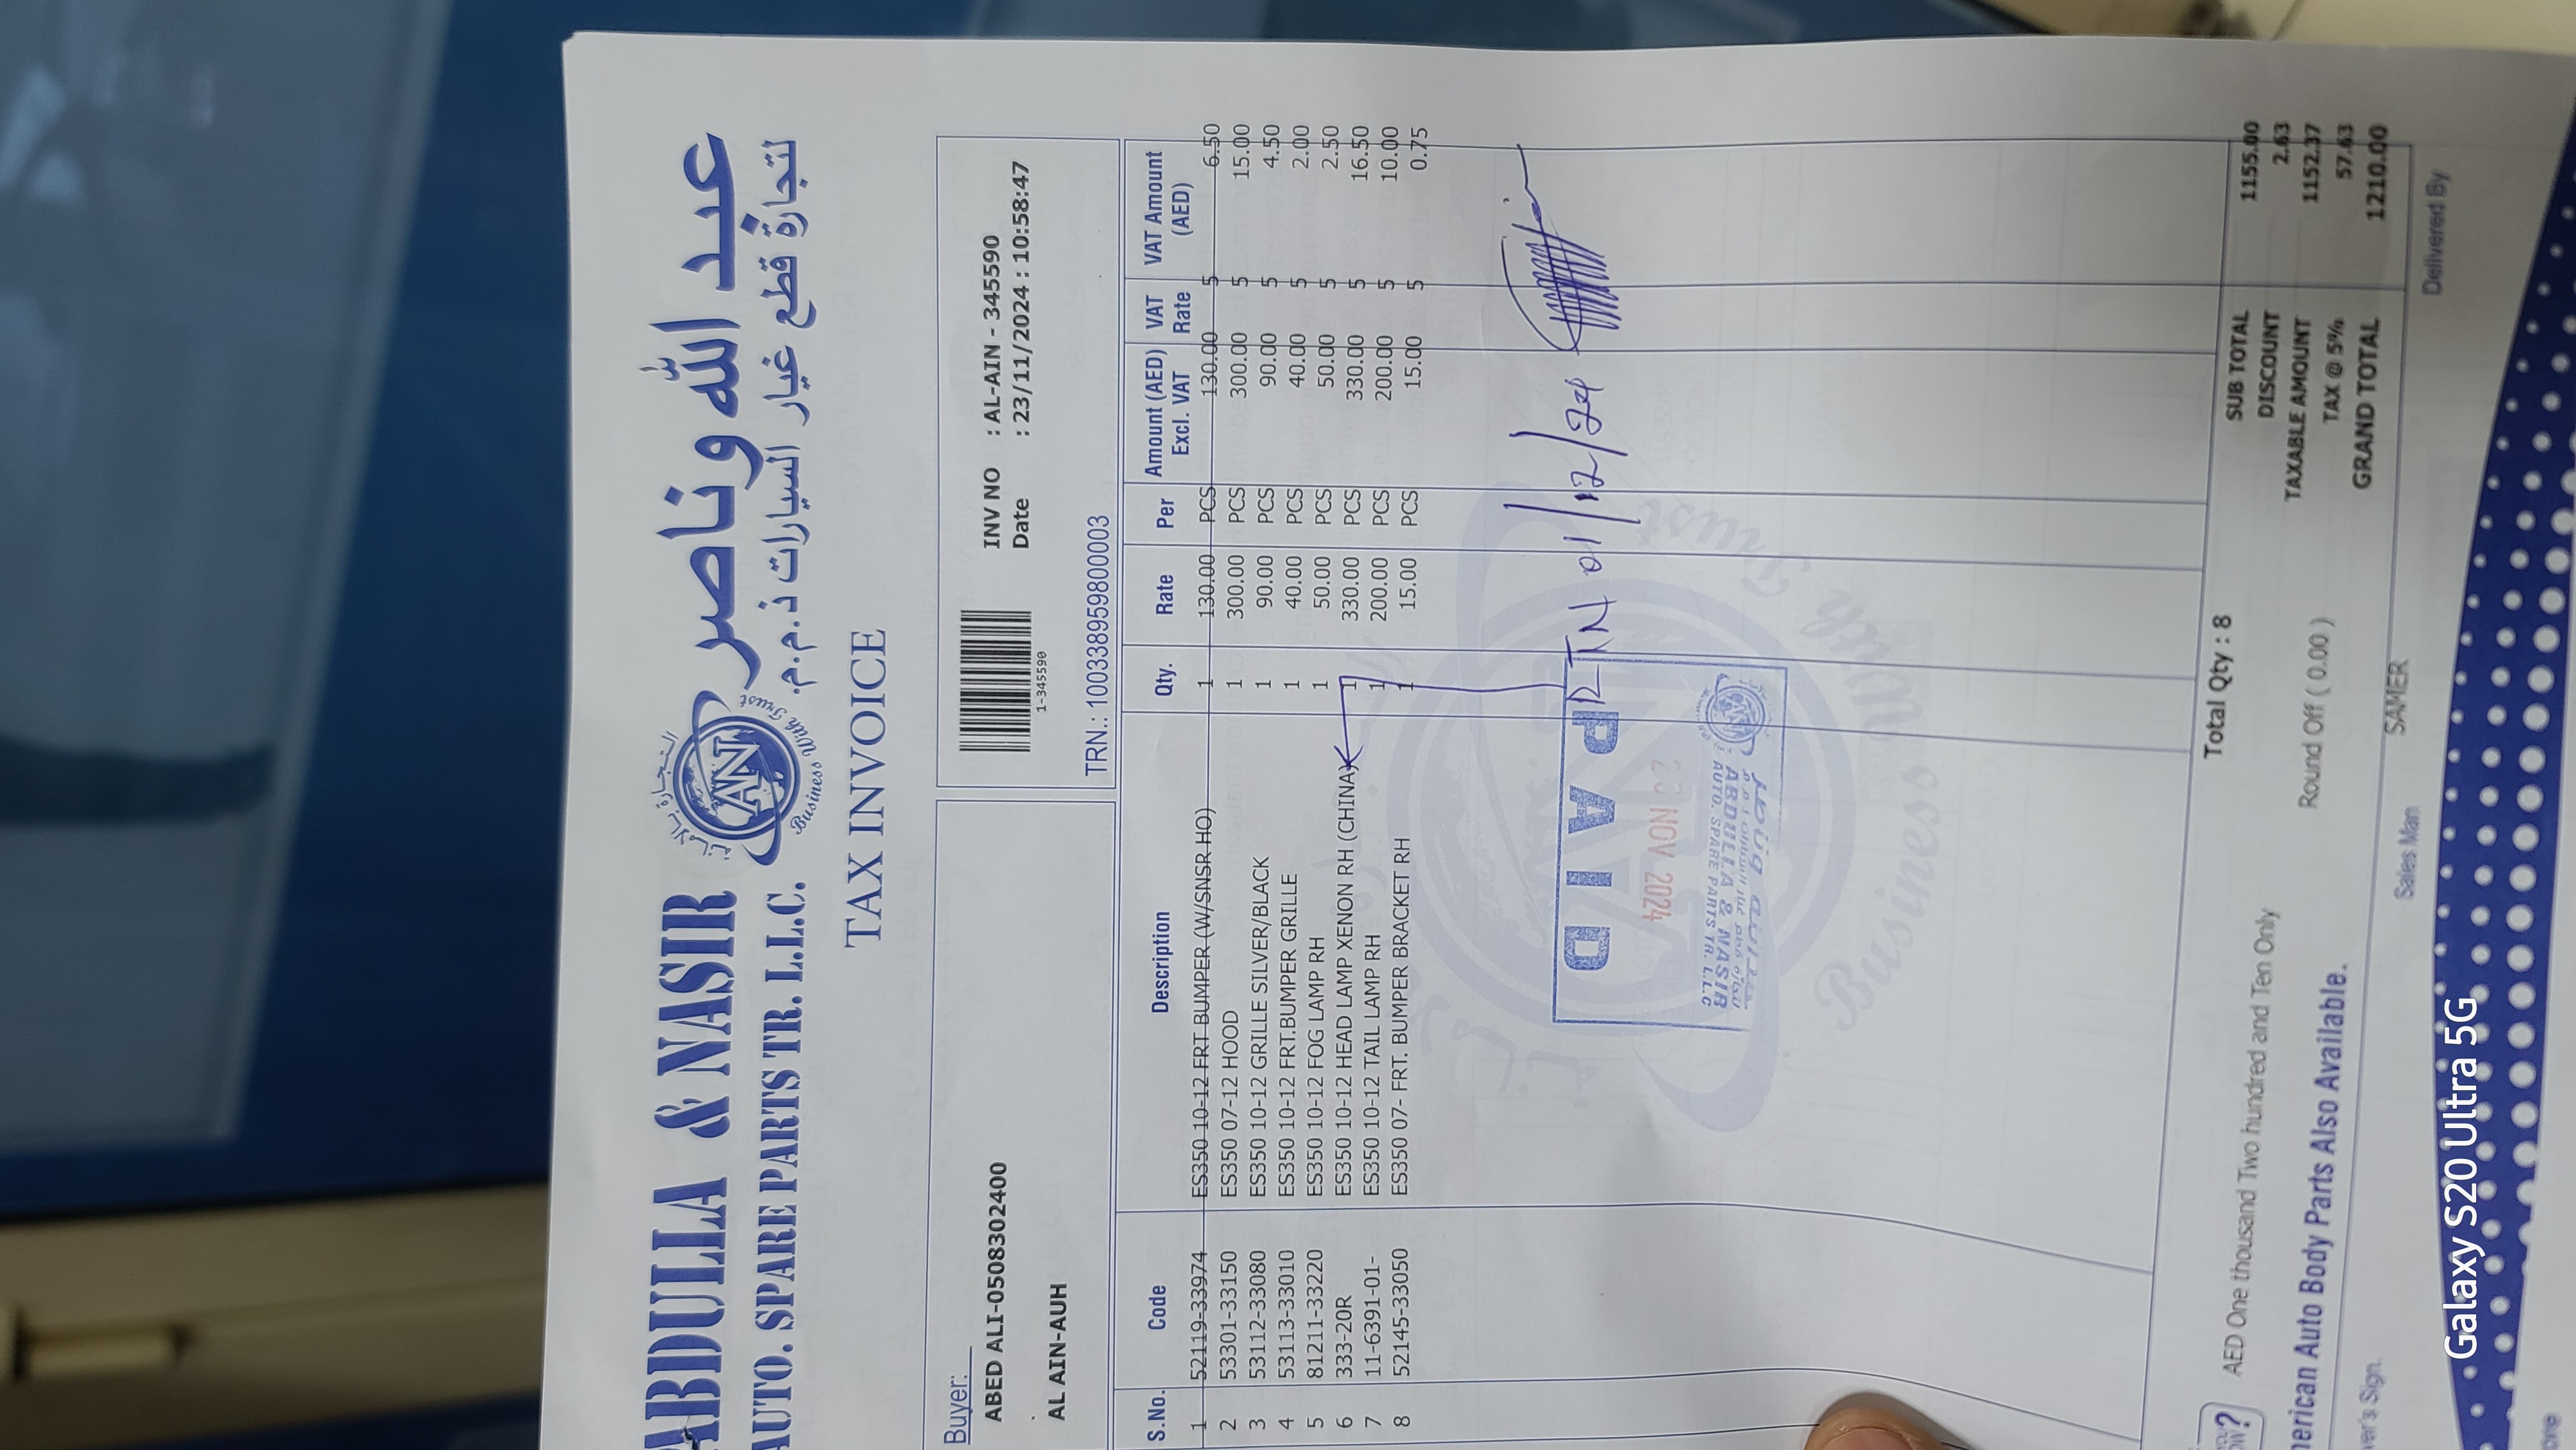 ABDULLA & NASIR
عبد الله وناصر
AUTO. SPARE PARTS TR. L.L.C.
لتجارة قطع غيار السيارات ذ.م.م.
AN
Business With Trust
TAX INVOICE
Buyer:
ABED ALI-0508302400
.
AL AIN-AUH
1-345590
INV NO : AL-AIN - 345590
Date : 23/11/2024 : 10:58:47
TRN.: 100338959800003
S.No. Code Description Qty. Rate Per Amount (AED) Excl. VAT VAT Rate VAT Amount (AED)
1 52119-33974 ES350 10-12 FRT BUMPER (W/SNSR HO) 1 130.00 PCS 130.00 5 6.50
2 53301-33150 ES350 07-12 HOOD 1 300.00 PCS 300.00 5 15.00
3 53112-33080 ES350 10-12 GRILLE SILVER/BLACK 1 90.00 PCS 90.00 5 4.50
4 53113-33010 ES350 10-12 FRT.BUMPER GRILLE 1 40.00 PCS 40.00 5 2.00
5 81211-33220 ES350 10-12 FOG LAMP RH 1 50.00 PCS 50.00 5 2.50
6 333-20R ES350 10-12 HEAD LAMP XENON RH (CHINA) 1 330.00 PCS 330.00 5 16.50
7 11-6391-01- ES350 10-12 TAIL LAMP RH 1 200.00 PCS 200.00 5 10.00
8 52145-33050 ES350 07- FRT. BUMPER BRACKET RH 1 15.00 PCS 15.00 5 0.75
RTN 01/12/24
PAID
NOV 2024
ABDULLA & NASIR
AUTO. SPARE PARTS TR. L.L.C
Business With Trust
Total Qty : 8
SUB TOTAL 1155.00
DISCOUNT 2.63
TAXABLE AMOUNT 1152.37
TAX @ 5% 57.63
GRAND TOTAL 1210.00
AED One thousand Two hundred and Ten Only
Round Off ( 0.00 )
erican Auto Body Parts Also Available.
SAMER
ver's Sign.
Sales Man
Delivered By
Galaxy S20 Ultra 5G